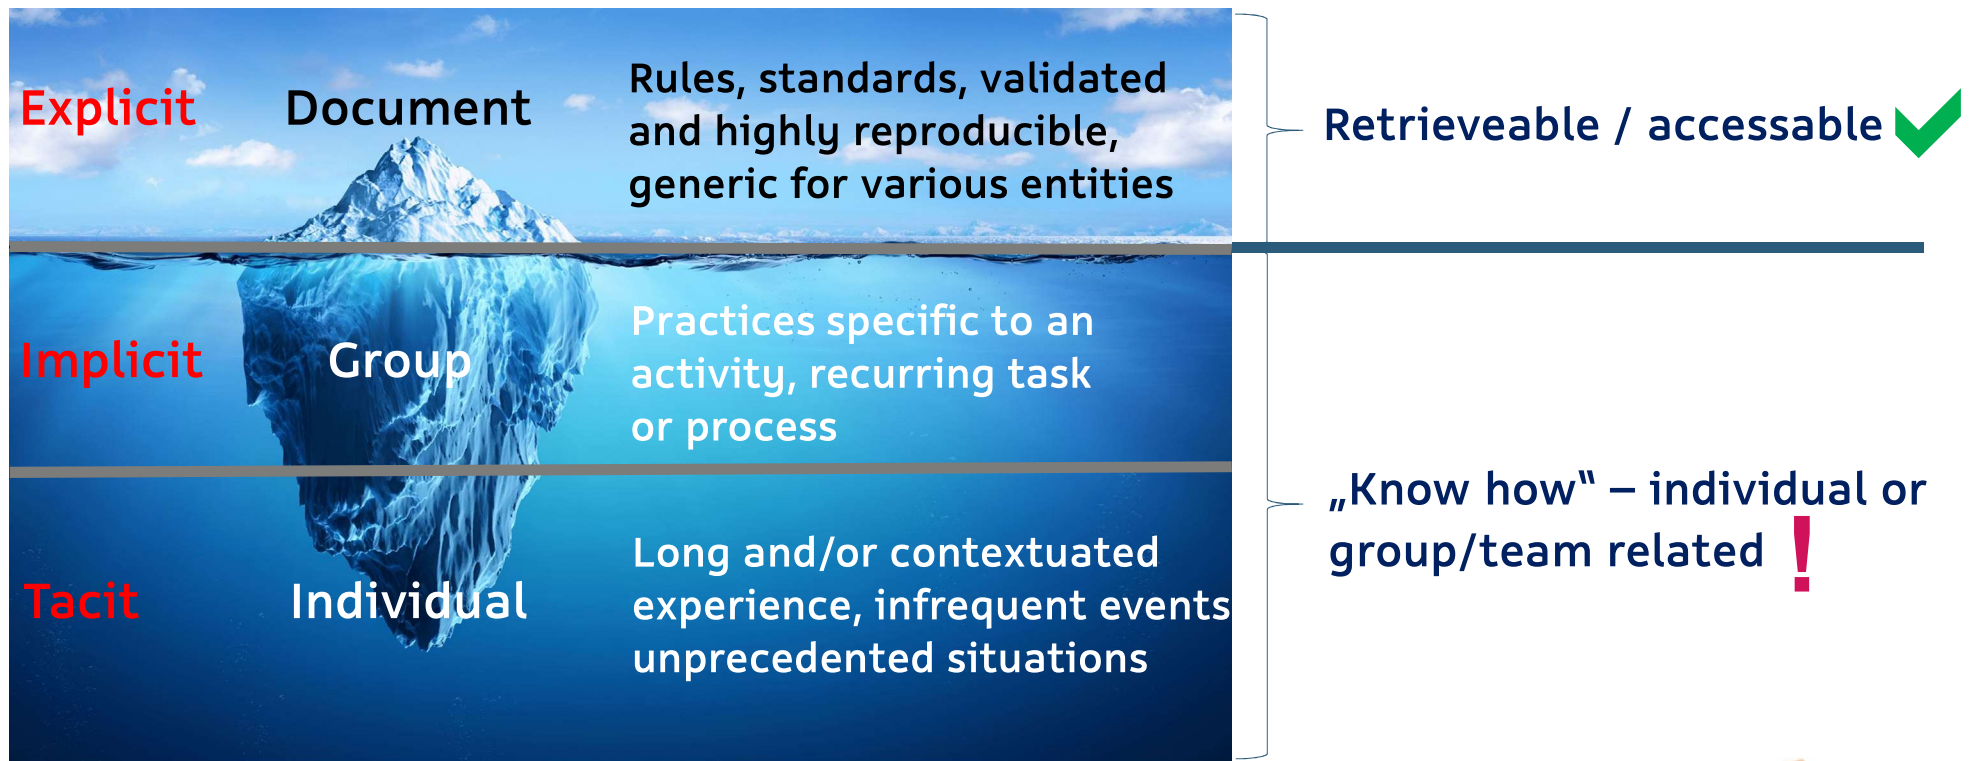 Explicit
Document
Rules, standards, validated
and highly reproducible,
generic for various entities
Retrieveable / accessable
Implicit
Group
Practices specific to an
activity, recurring task
or process
Tacit
Individual
Long and/or contextuated
experience, infrequent events
unprecedented situations
„Know how‟ – individual or
group/team related !